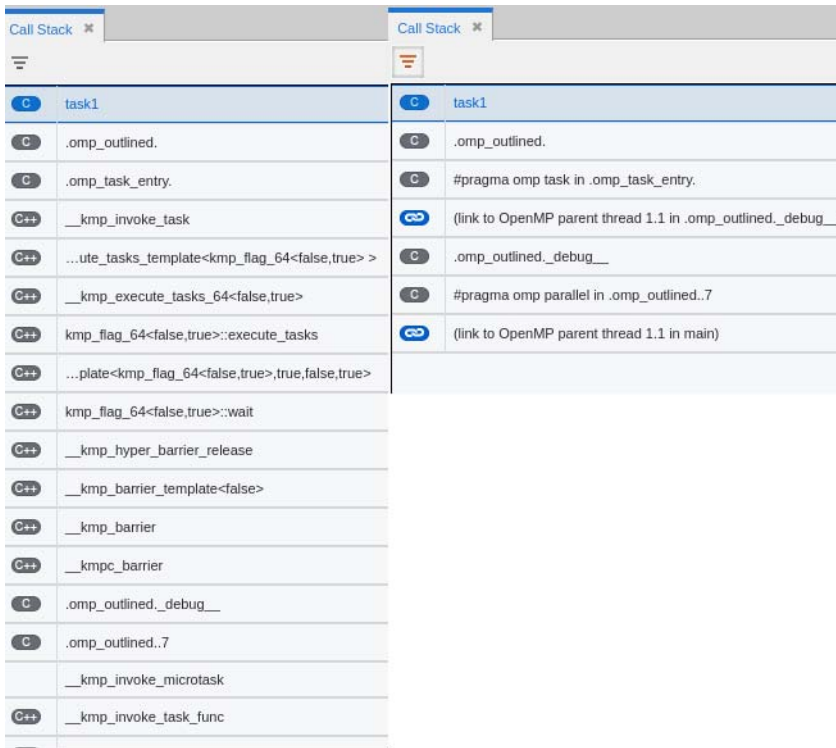 Call Stack ✖
C task1
C .omp_outlined.
C .omp_task_entry.
C++ __kmp_invoke_task
C++ ...ute_tasks_template<kmp_flag_64<false,true> >
C++ __kmp_execute_tasks_64<false,true>
C++ kmp_flag_64<false,true>::execute_tasks
C++ ...plate<kmp_flag_64<false,true>,true,false,true>
C++ kmp_flag_64<false,true>::wait
C++ __kmp_hyper_barrier_release
C++ __kmp_barrier_template<false>
C++ __kmp_barrier
C++ __kmpc_barrier
C .omp_outlined._debug__
C .omp_outlined..7
__kmp_invoke_microtask
C++ __kmp_invoke_task_func
Call Stack ✖
C task1
C .omp_outlined.
C #pragma omp task in .omp_task_entry.
(link to OpenMP parent thread 1.1 in .omp_outlined._debug__
C .omp_outlined._debug__
C #pragma omp parallel in .omp_outlined..7
(link to OpenMP parent thread 1.1 in main)